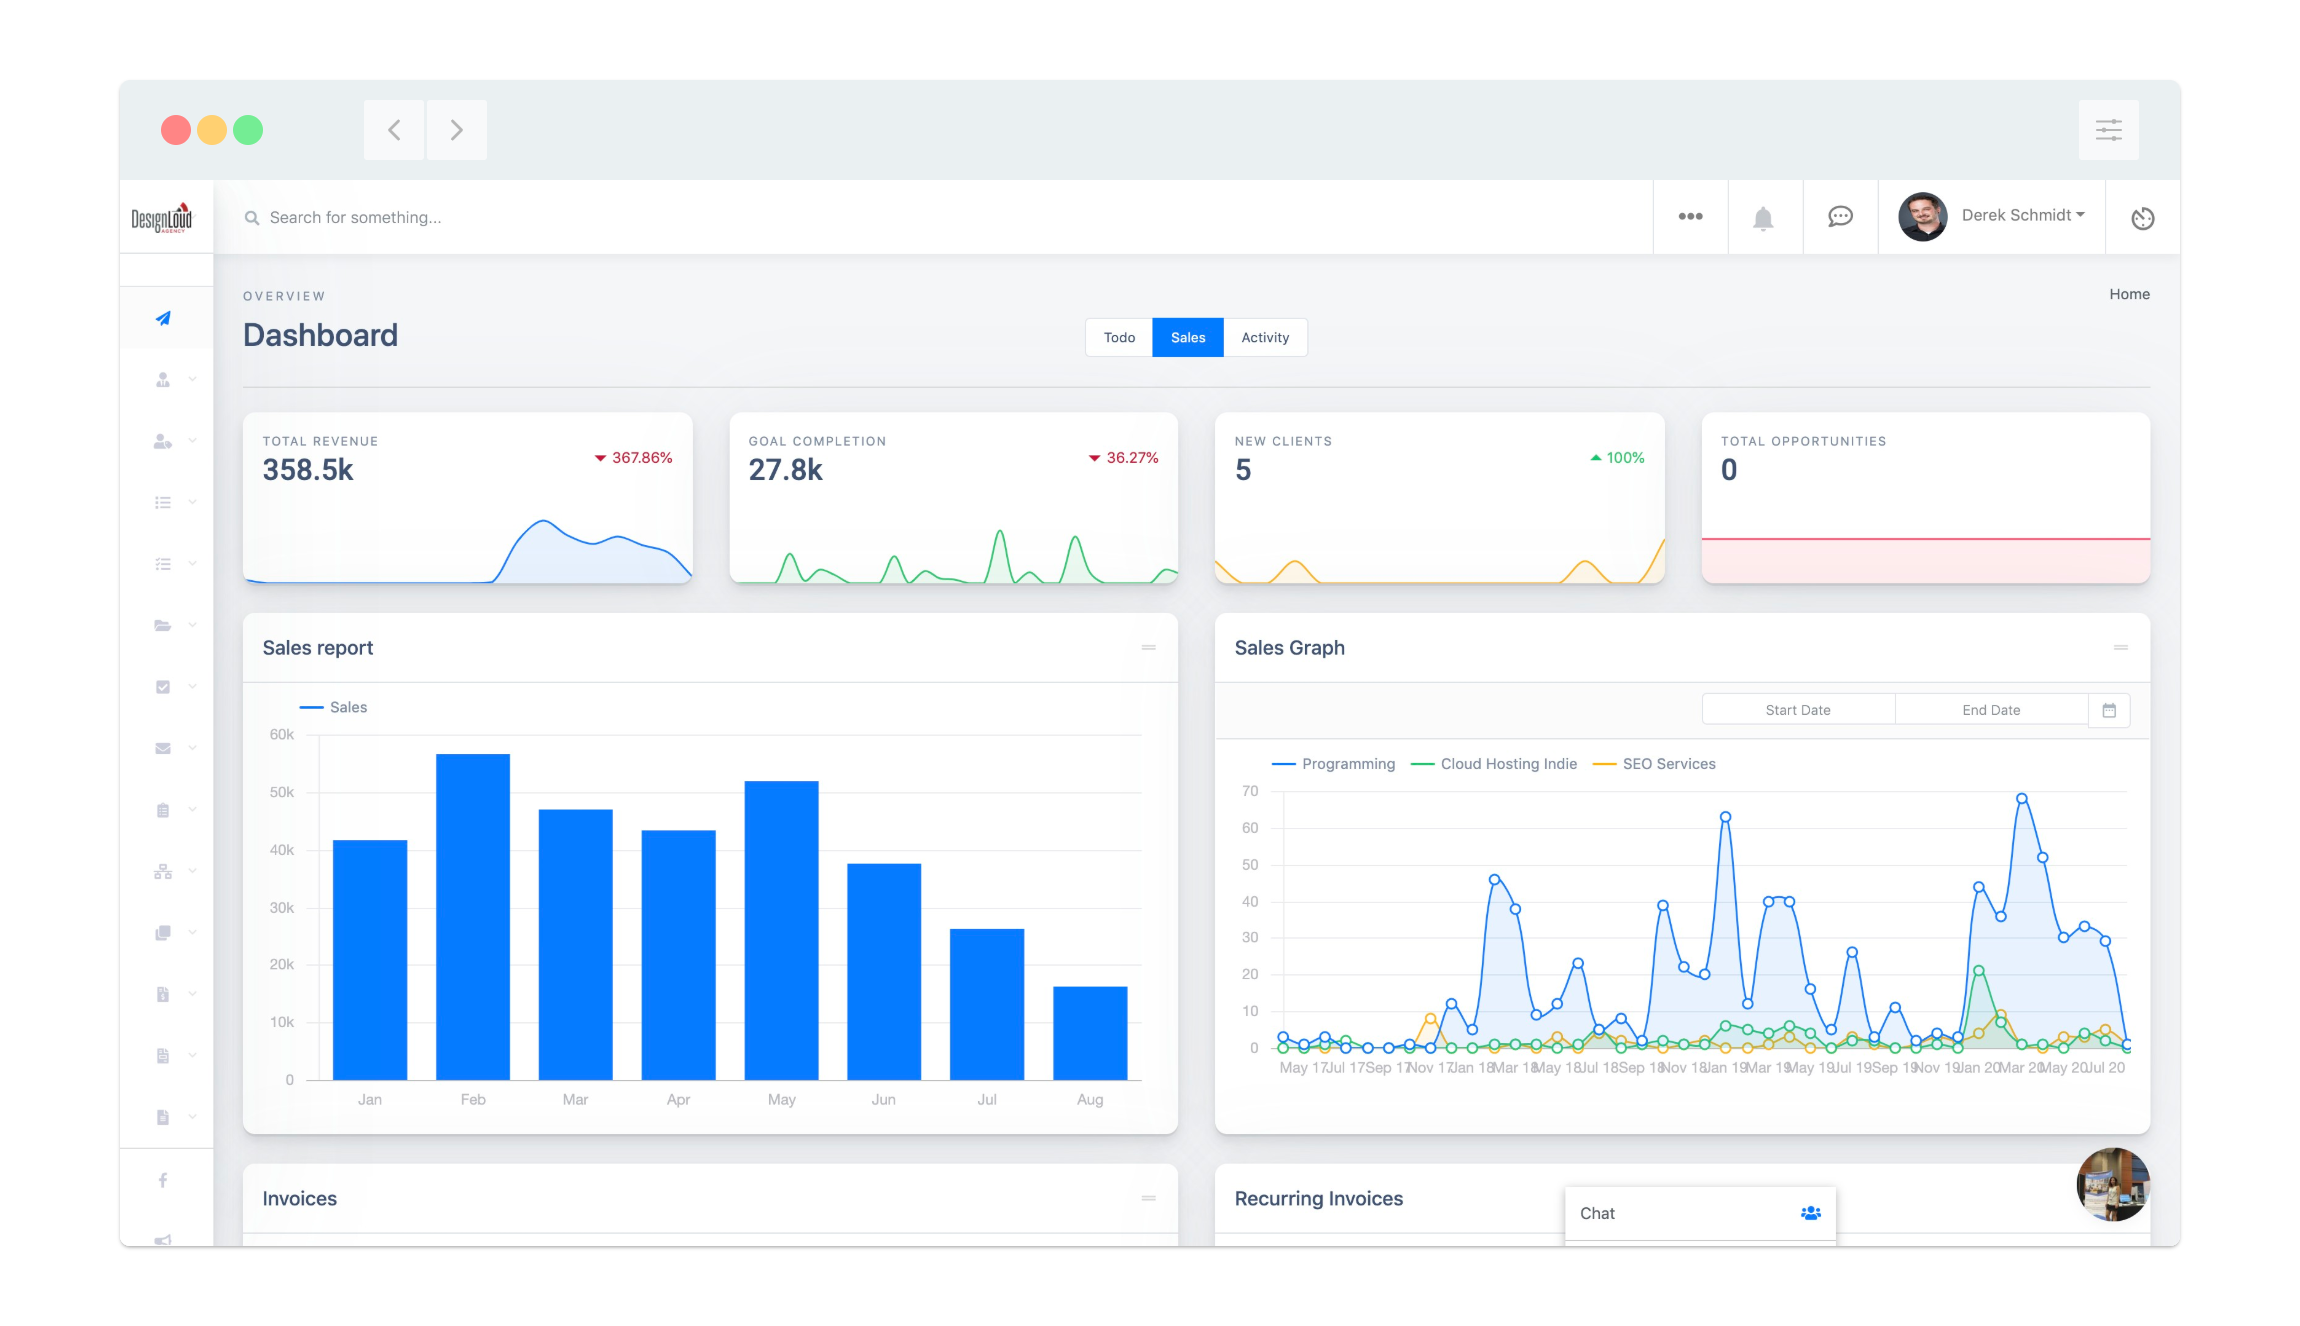 DesignLoud
AGENCY
Search for something...
Derek Schmidt
OVERVIEW
Home
Dashboard
Todo
Sales
Activity
TOTAL REVENUE
358.5k
367.86%
GOAL COMPLETION
27.8k
36.27%
NEW CLIENTS
5
100%
TOTAL OPPORTUNITIES
0
Sales report
Sales
60k
50k
40k
30k
20k
10k
0
Jan Feb Mar Apr May Jun Jul Aug
Sales Graph
Start Date
End Date
Programming Cloud Hosting Indie SEO Services
70
60
50
40
30
20
10
0
May 17 Jul 17 Sep 17 Nov 17 Jan 18 Mar 18 May 18 Jul 18 Sep 18 Nov 18 Jan 19 Mar 19 May 19 Jul 19 Sep 19 Nov 19 Jan 20 Mar 20 May 20 Jul 20
Invoices
Recurring Invoices
Chat